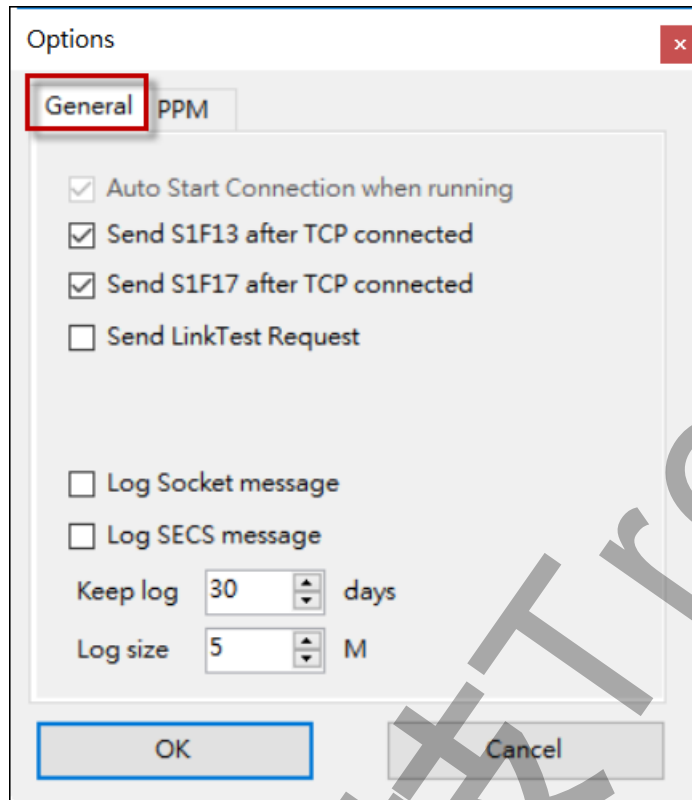 Options
General PPM
Auto Start Connection when running
Send S1F13 after TCP connected
Send S1F17 after TCP connected
Send LinkTest Request
Log Socket message
Log SECS message
Keep log 30 days
Log size 5 M
OK Cancel